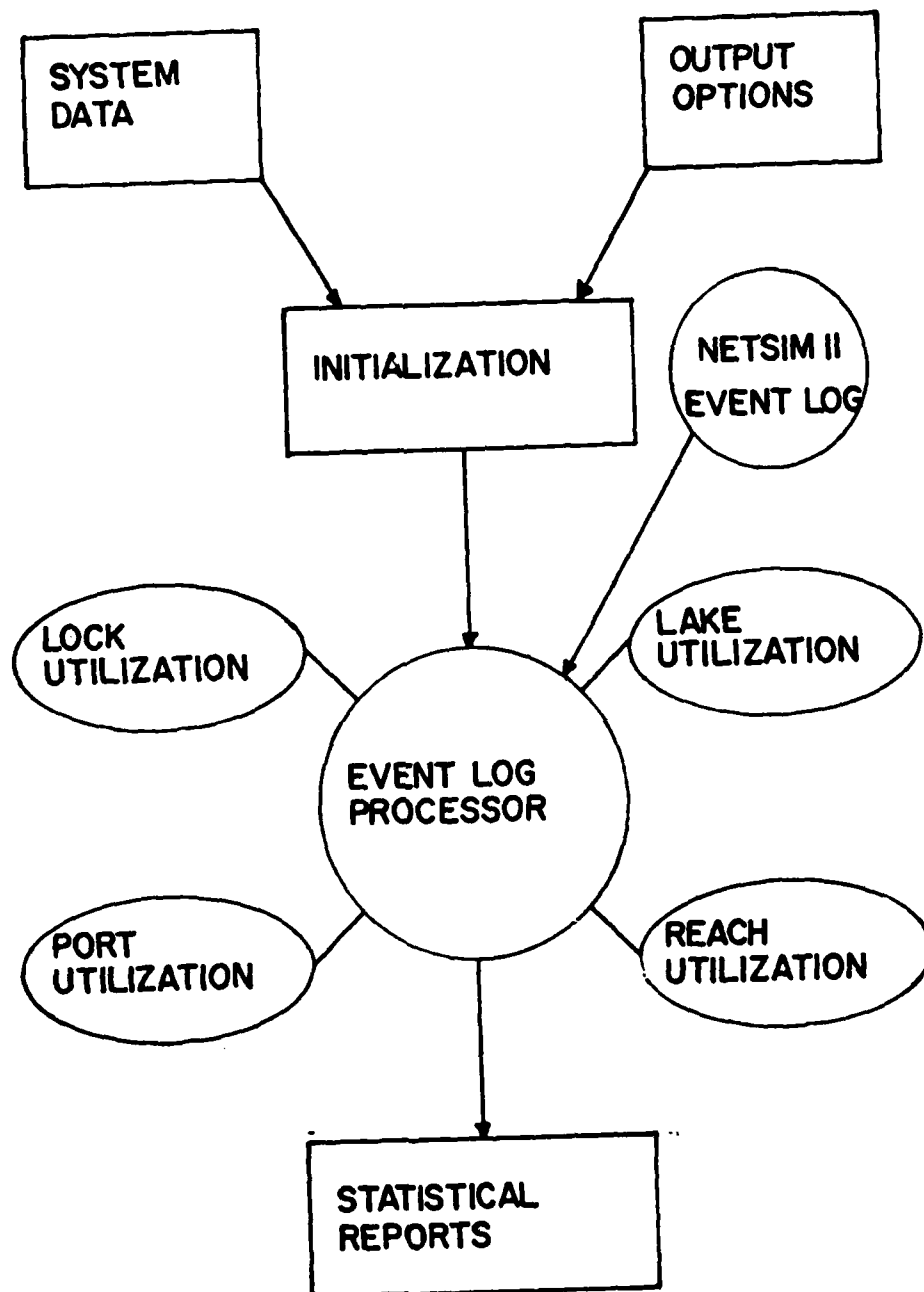 SYSTEM
DATA
OUTPUT
OPTIONS
INITIALIZATION
NETSIM II
EVENT LOG
LOCK
UTILIZATION
LAKE
UTILIZATION
EVENT LOG
PROCESSOR
PORT
UTILIZATION
REACH
UTILIZATION
STATISTICAL
REPORTS